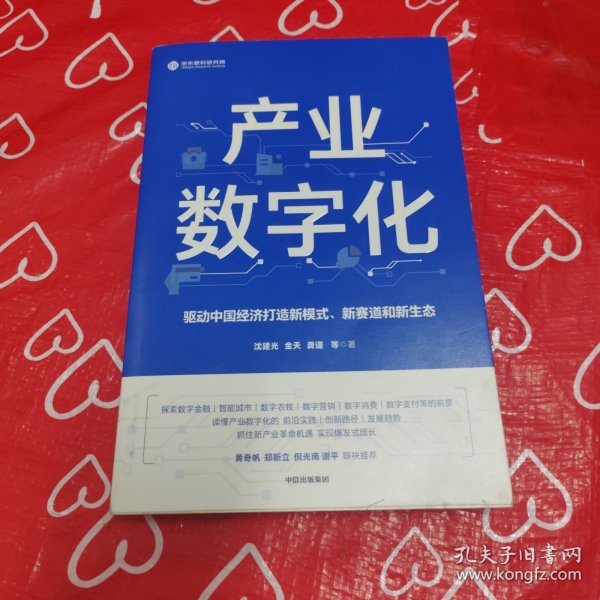 京东数科研究院
产业
数字化
驱动中国经济打造新模式、新赛道和新生态
沈建光 金天 龚谨 等◎著
探索数字金融|智能城市|数字农牧|数字营销|数字消费|数字支付等的前景
读懂产业数字化的 前沿实践|创新路径|发展趋势
抓住新产业革命机遇 实现爆发式增长
黄奇帆 郑新立 倪光南 谢平 联袂推荐
中信出版集团
孔夫子旧书网
www.kongfz.com